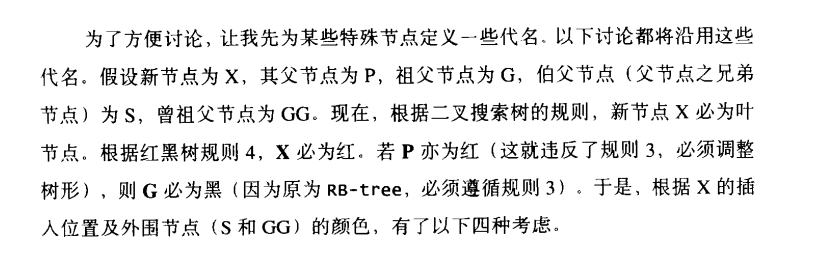 为了方便讨论，让我先为某些特殊节点定义一些代名。以下讨论都将沿用这些
代名。假设新节点为 X，其父节点为 P，祖父节点为 G，伯父节点（父节点之兄弟
节点）为 S，曾祖父节点为 GG。现在，根据二叉搜索树的规则，新节点 X 必为叶
节点。根据红黑树规则 4，X 必为红。若 P 亦为红（这就违反了规则 3，必须调整
树形），则 G 必为黑（因为原为 RB-tree，必须遵循规则 3）。于是，根据 X 的插
入位置及外围节点（S 和 GG）的颜色，有了以下四种考虑。